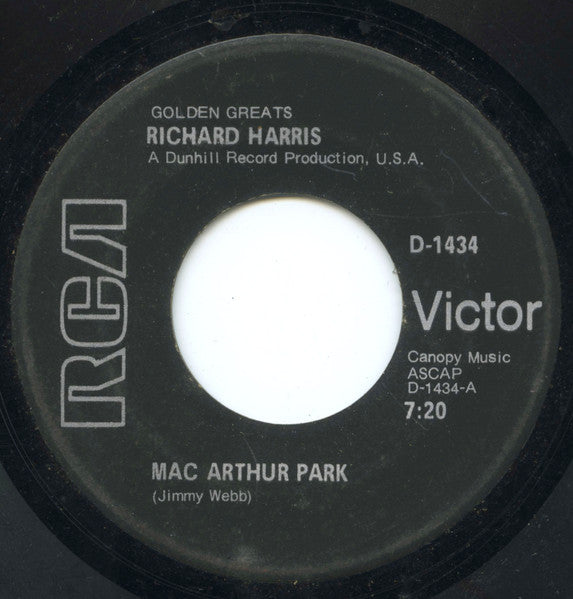 GOLDEN GREATS
RICHARD HARRIS
A Dunhill Record Production, U.S.A.
RCA
D-1434
Victor
Canopy Music
ASCAP
D-1434-A
7:20
MAC ARTHUR PARK
(Jimmy Webb)